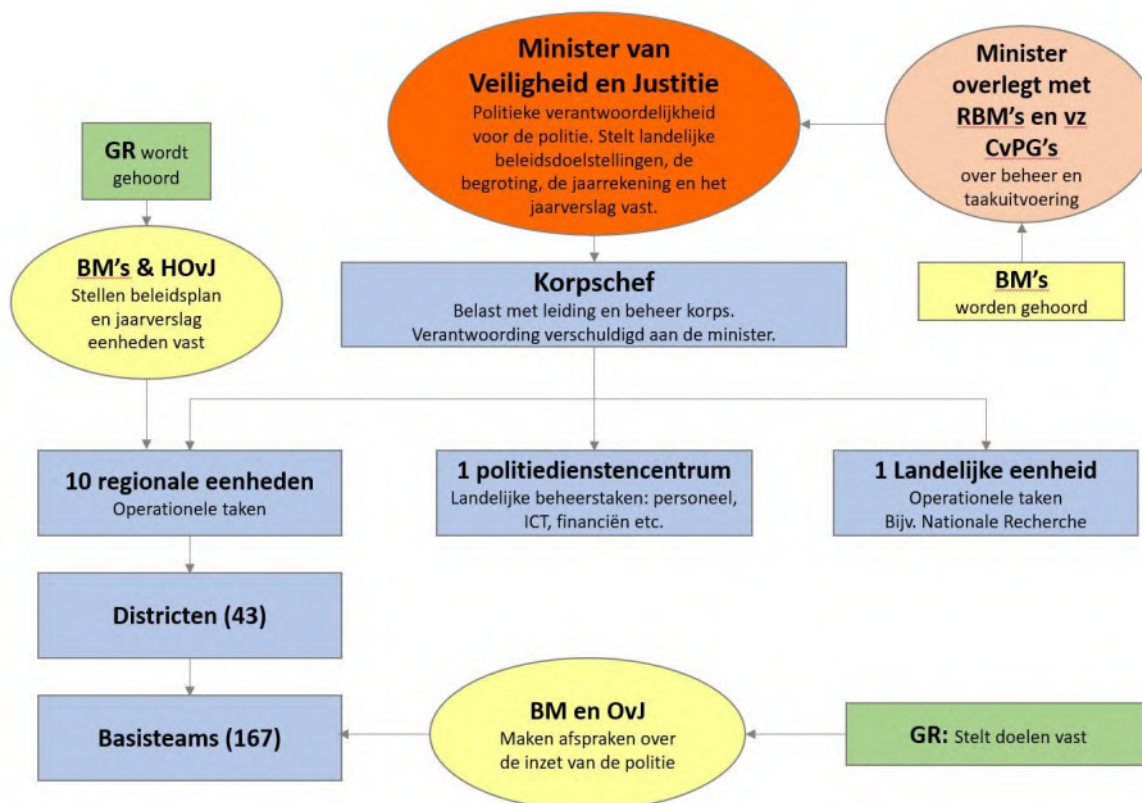 Minister van
Veiligheid en Justitie
Politieke verantwoordelijkheid
voor de politie. Stelt landelijke
beleidsdoelstellingen, de
begroting, de jaarrekening en het
jaarverslag vast.
Minister
overlegt met
RBM's en vz
CvPG's
over beheer en
taakuitvoering
GR wordt
gehoord
BM's & HOvJ
Stellen beleidsplan
en jaarverslag
eenheden vast
Korpschef
Belast met leiding en beheer korps.
Verantwoording verschuldigd aan de minister.
BM's
worden gehoord
10 regionale eenheden
Operationele taken
1 politiedienstencentrum
Landelijke beheerstaken: personeel,
ICT, financiën etc.
1 Landelijke eenheid
Operationele taken
Bijv. Nationale Recherche
Districten (43)
Basisteams (167)
BM en OvJ
Maken afspraken over
de inzet van de politie
GR: Stelt doelen vast